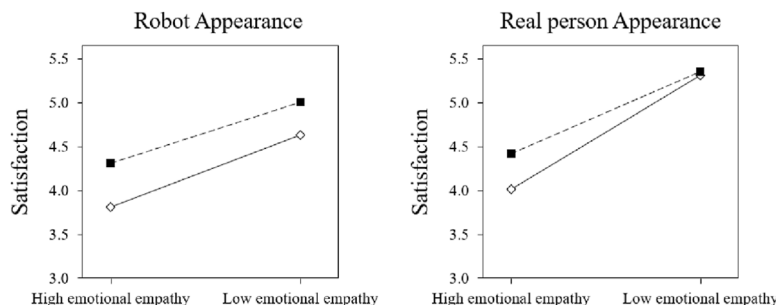 Robot Appearance
5.5
5.0
4.5
4.0
3.5
3.0
Satisfaction
High emotional empathy
Low emotional empathy
Real person Appearance
5.5
5.0
4.5
4.0
3.5
3.0
Satisfaction
High emotional empathy
Low emotional empathy